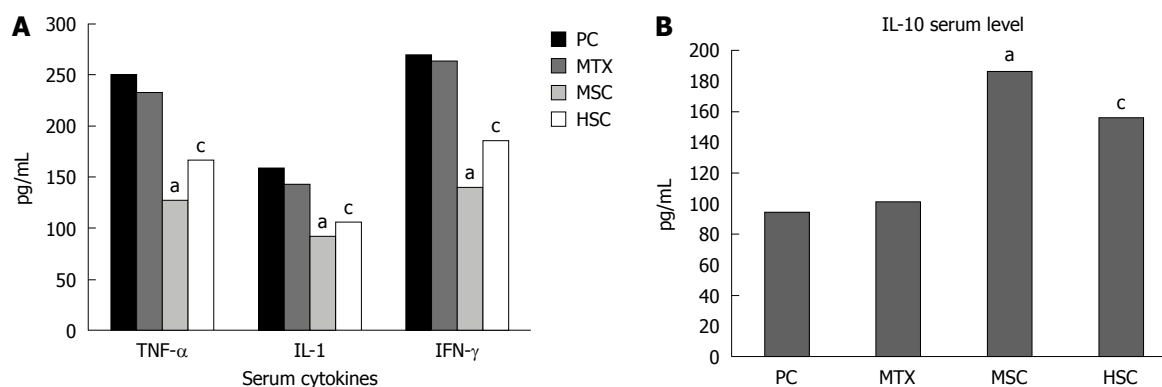 A
300
250
200
150
100
50
0
pg/mL
a
c
a
c
a
c
TNF-α
IL-1
IFN-γ
Serum cytokines
PC
MTX
MSC
HSC
B
IL-10 serum level
200
180
160
140
120
100
80
60
40
20
0
pg/mL
a
c
PC
MTX
MSC
HSC